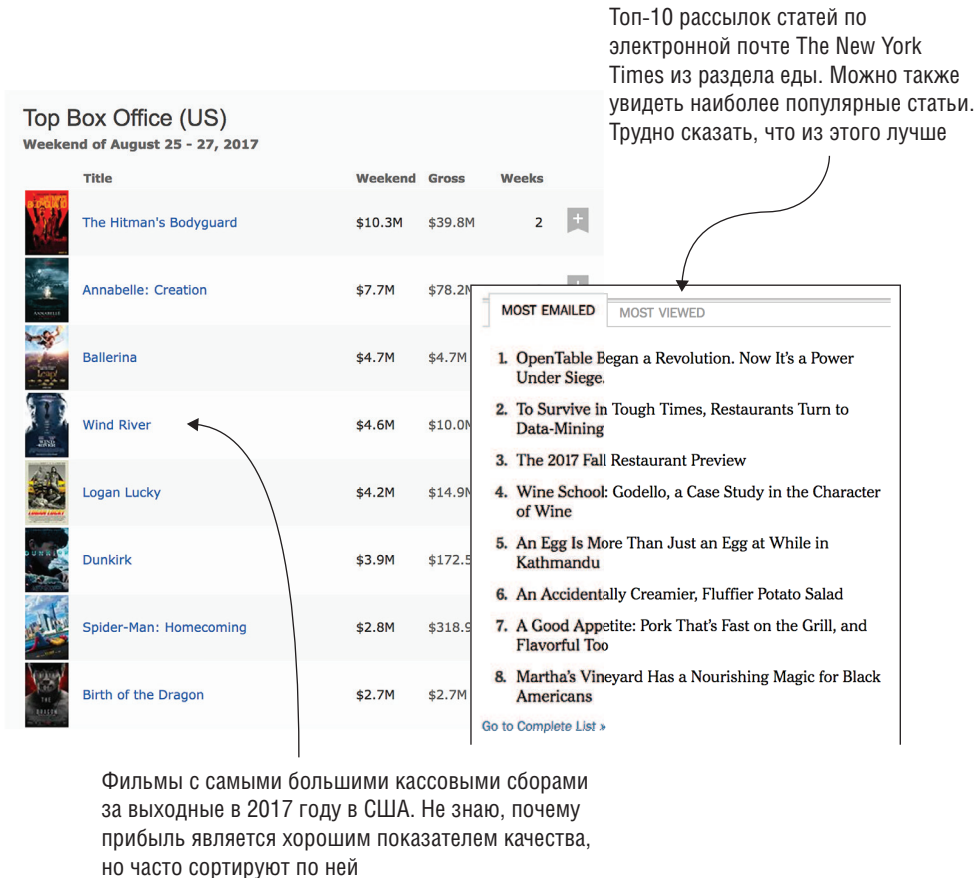 Топ-10 рассылок статей по
электронной почте The New York
Times из раздела еды. Можно также
увидеть наиболее популярные статьи.
Трудно сказать, что из этого лучше
Top Box Office (US)
Weekend of August 25 - 27, 2017
Title Weekend Gross Weeks
The Hitman's Bodyguard $10.3M $39.8M 2
Annabelle: Creation $7.7M $78.2
Ballerina $4.7M $4.7M
Wind River $4.6M $10.0
Logan Lucky $4.2M $14.9
Dunkirk $3.9M $172.5
Spider-Man: Homecoming $2.8M $318.9
Birth of the Dragon $2.7M $2.7M
MOST EMAILED MOST VIEWED
1. OpenTable Began a Revolution. Now It's a Power
Under Siege.
2. To Survive in Tough Times, Restaurants Turn to
Data-Mining
3. The 2017 Fall Restaurant Preview
4. Wine School: Godello, a Case Study in the Character
of Wine
5. An Egg Is More Than Just an Egg at While in
Kathmandu
6. An Accidentally Creamier, Fluffier Potato Salad
7. A Good Appetite: Pork That's Fast on the Grill, and
Flavorful Too
8. Martha's Vineyard Has a Nourishing Magic for Black
Americans
Go to Complete List »
Фильмы с самыми большими кассовыми сборами
за выходные в 2017 году в США. Не знаю, почему
прибыль является хорошим показателем качества,
но часто сортируют по ней